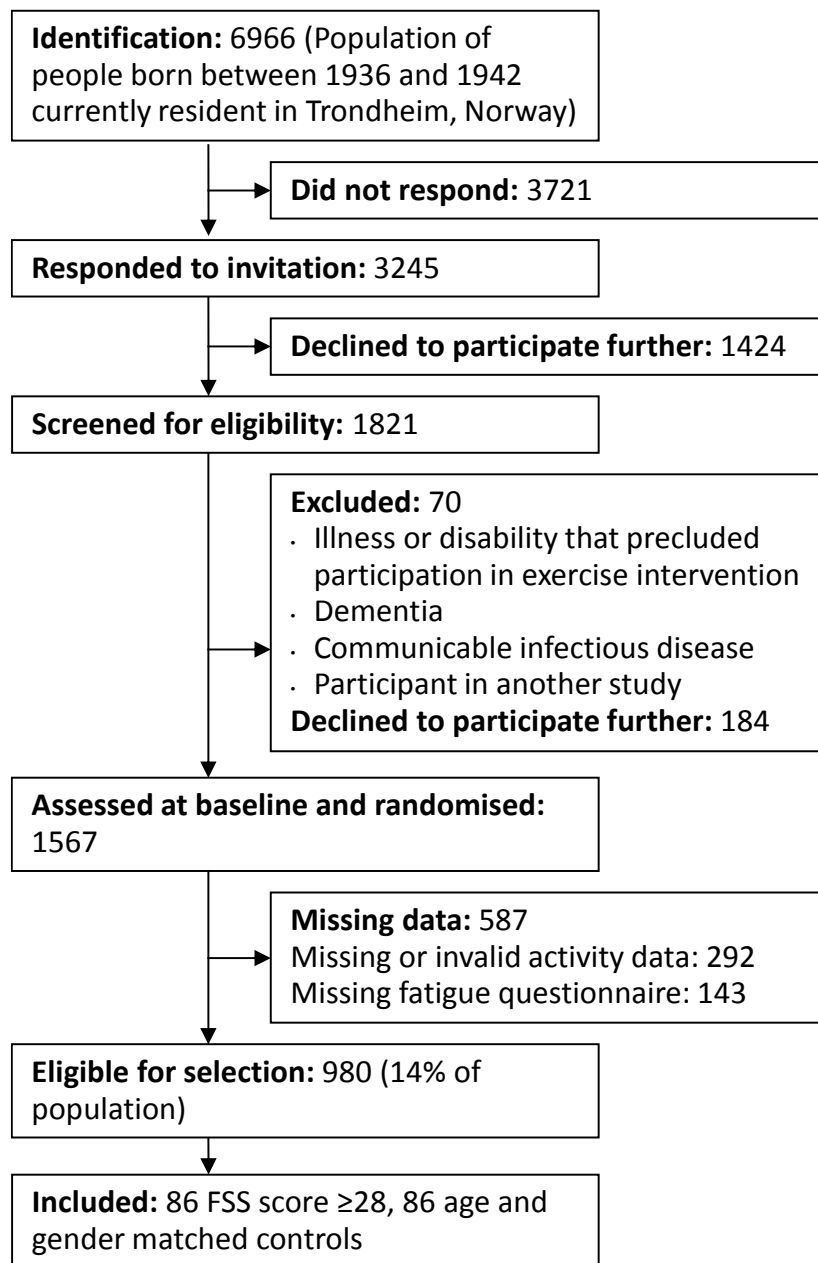 Identification: 6966 (Population of
people born between 1936 and 1942
currently resident in Trondheim, Norway)
Did not respond: 3721
Responded to invitation: 3245
Declined to participate further: 1424
Screened for eligibility: 1821
Excluded: 70
· Illness or disability that precluded
participation in exercise intervention
· Dementia
· Communicable infectious disease
· Participant in another study
Declined to participate further: 184
Assessed at baseline and randomised:
1567
Missing data: 587
Missing or invalid activity data: 292
Missing fatigue questionnaire: 143
Eligible for selection: 980 (14% of
population)
Included: 86 FSS score ≥28, 86 age and
gender matched controls